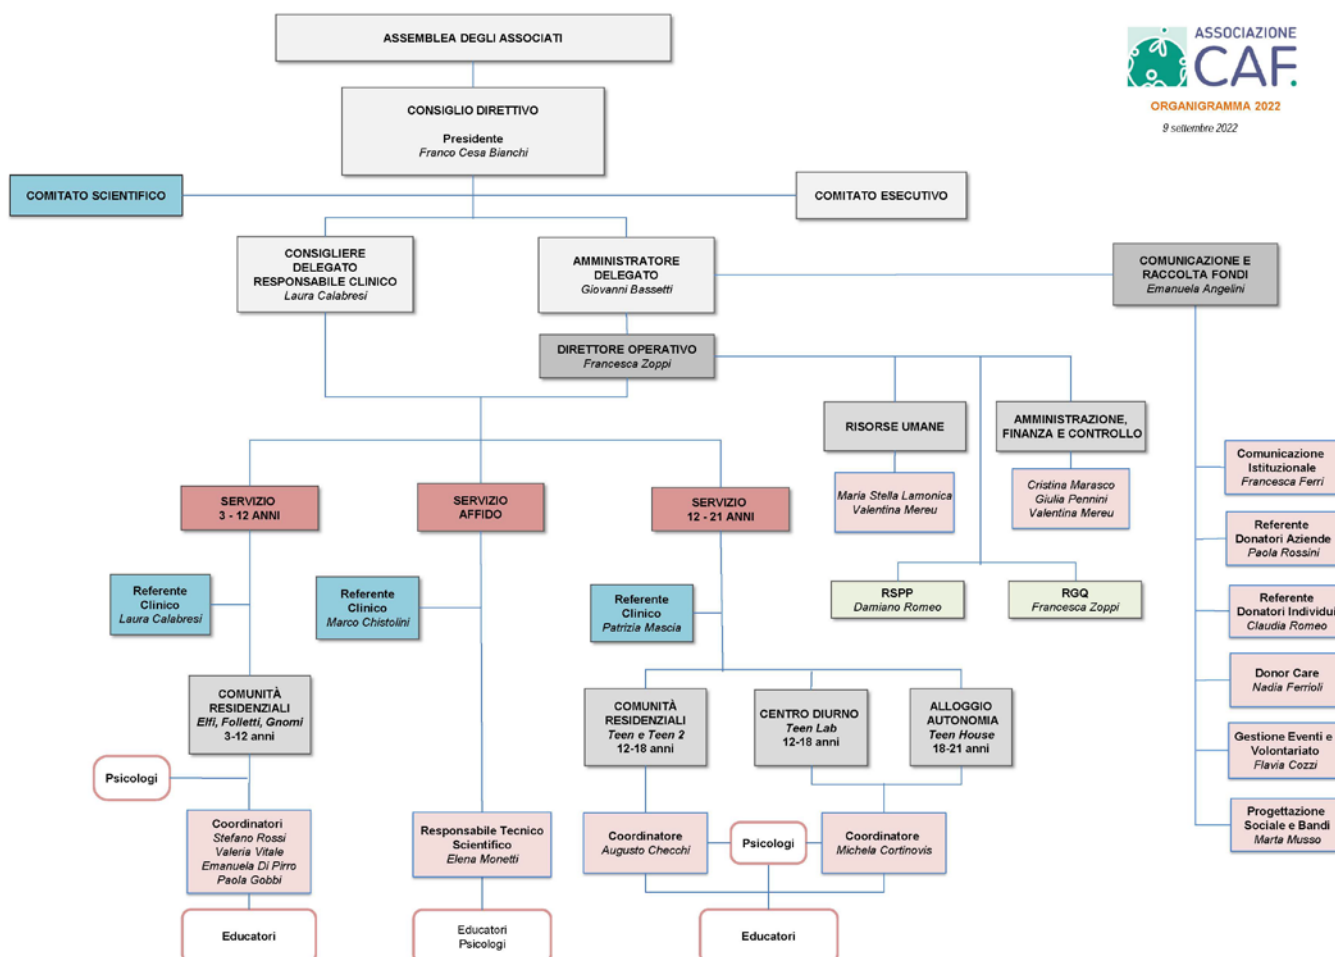 ASSEMBLEA DEGLI ASSOCIATI
ASSOCIAZIONE
CAF.
ORGANIGRAMMA 2022
9 settembre 2022
CONSIGLIO DIRETTIVO
Presidente
Franco Cesa Bianchi
COMITATO SCIENTIFICO
COMITATO ESECUTIVO
CONSIGLIERE
DELEGATO
RESPONSABILE CLINICO
Laura Calabresi
AMMINISTRATORE
DELEGATO
Giovanni Bassetti
COMUNICAZIONE E
RACCOLTA FONDI
Emanuela Angelini
DIRETTORE OPERATIVO
Francesca Zoppi
RISORSE UMANE
AMMINISTRAZIONE,
FINANZA E CONTROLLO
Maria Stella Lamonica
Valentina Mereu
Cristina Marasco
Giulia Pennini
Valentina Mereu
RSPP
Damiano Romeo
RGQ
Francesca Zoppi
Comunicazione
Istituzionale
Francesca Ferri
Referente
Donatori Aziende
Paola Rossini
Referente
Donatori Individui
Claudia Romeo
Donor Care
Nadia Ferrioli
Gestione Eventi e
Volontariato
Flavia Cozzi
Progettazione
Sociale e Bandi
Marta Musso
SERVIZIO
3 - 12 ANNI
SERVIZIO
AFFIDO
SERVIZIO
12 - 21 ANNI
Referente
Clinico
Laura Calabresi
Referente
Clinico
Marco Chistolini
Referente
Clinico
Patrizia Mascia
COMUNITÀ
RESIDENZIALI
Elfi, Folletti, Gnomi
3-12 anni
COMUNITÀ
RESIDENZIALI
Teen e Teen 2
12-18 anni
CENTRO DIURNO
Teen Lab
12-18 anni
ALLOGGIO
AUTONOMIA
Teen House
18-21 anni
Psicologi
Coordinatori
Stefano Rossi
Valeria Vitale
Emanuela Di Pirro
Paola Gobbi
Responsabile Tecnico
Scientifico
Elena Monetti
Coordinatore
Augusto Checchi
Psicologi
Coordinatore
Michela Cortinovis
Educatori
Educatori
Psicologi
Educatori